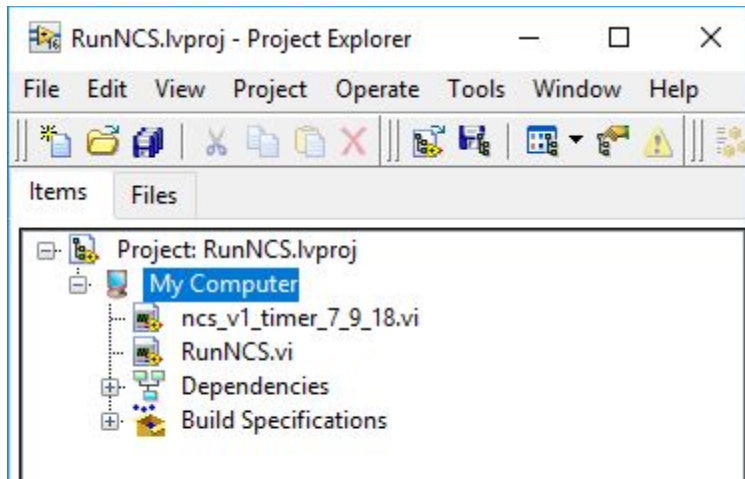 RunNCS.lvproj - Project Explorer
File Edit View Project Operate Tools Window Help
Items Files
Project: RunNCS.lvproj
My Computer
ncs_v1_timer_7_9_18.vi
RunNCS.vi
Dependencies
Build Specifications